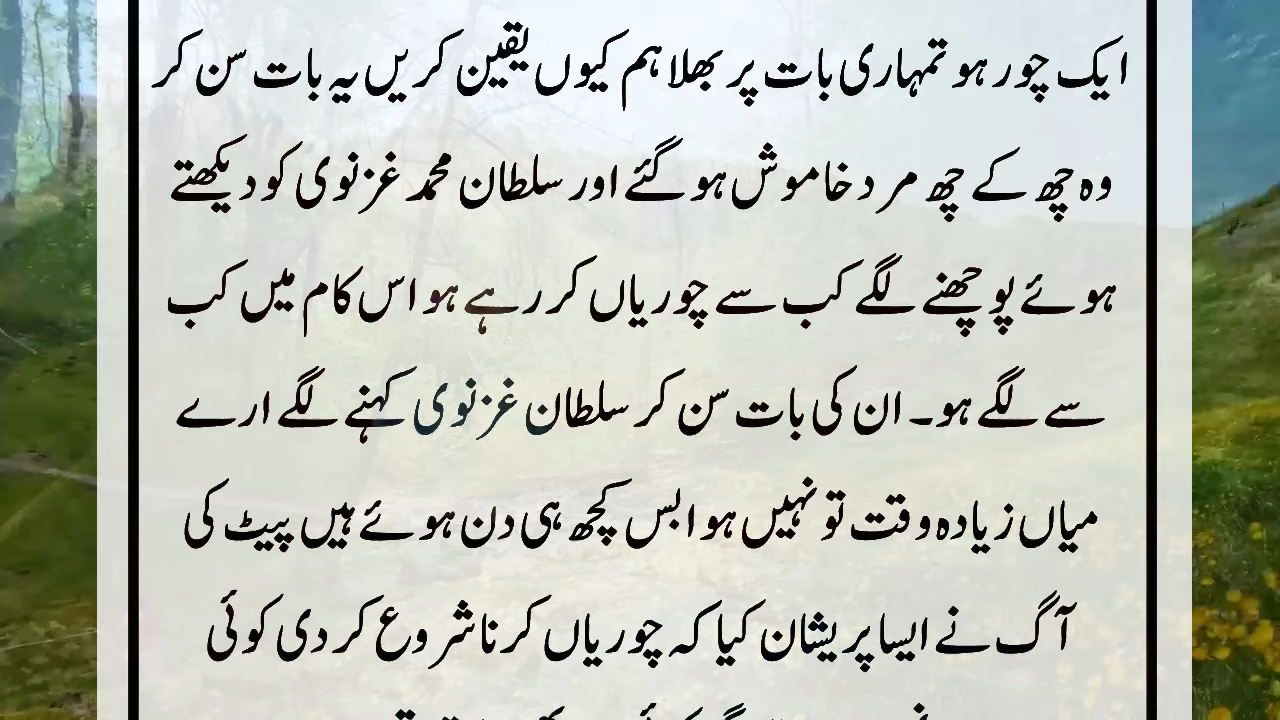 ایک چور ہو تمہاری بات پر بھلا ہم کیوں یقین کریں یہ بات سن کر
وہ چھ کے چھ مرد خاموش ہو گئے اور سلطان محمد غزنوی کو دیکھتے
ہوئے پوچھنے لگے کب سے چوریاں کر رہے ہو اس کام میں کب
سے لگے ہو۔ ان کی بات سن کر سلطان غزنوی کہنے لگے ارے
میاں زیادہ وقت تو نہیں ہوا بس کچھ ہی دن ہوئے ہیں پیٹ کی
آگ نے ایسا پریشان کیا کہ چوریاں کرنا شروع کر دی کوئی